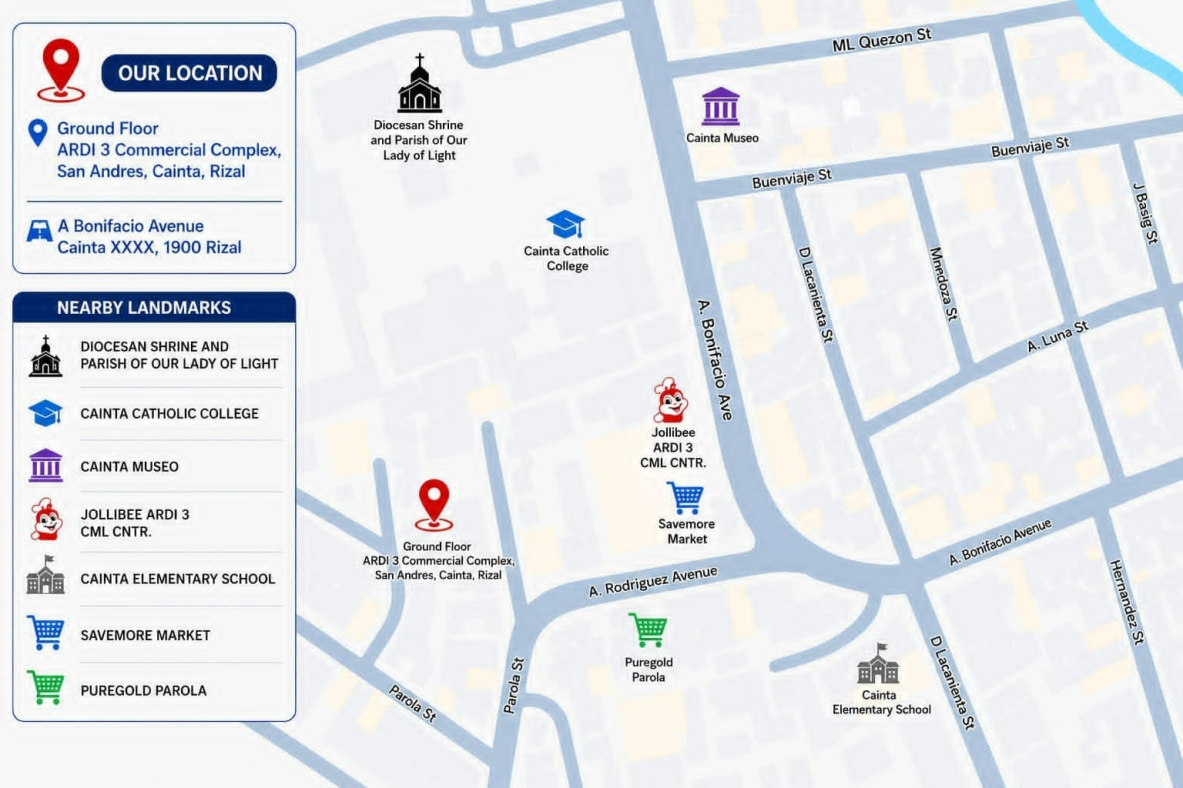 OUR LOCATION
Ground Floor
ARDI 3 Commercial Complex,
San Andres, Cainta, Rizal
A Bonifacio Avenue
Cainta XXXX, 1900 Rizal
NEARBY LANDMARKS
DIOCESAN SHRINE AND
PARISH OF OUR LADY OF LIGHT
CAINTA CATHOLIC COLLEGE
CAINTA MUSEO
JOLLIBEE ARDI 3
CML CNTR.
CAINTA ELEMENTARY SCHOOL
SAVEMORE MARKET
PUREGOLD PAROLA
ML Quezon St
Diocesan Shrine
and Parish of Our
Lady of Light
Cainta Museo
Buenviaje St
Buenviaje St
J Basig St
Cainta Catholic
College
D Lacanienta St
Mnedoza St
A. Bonifacio Ave
A. Luna St
Jollibee
ARDI 3
CML CNTR.
Savemore
Market
Ground Floor
ARDI 3 Commercial Complex,
San Andres, Cainta, Rizal
A. Rodriguez Avenue
A. Bonifacio Avenue
Hernandez St
Puregold
Parola
Cainta
Elementary School
D Lacanienta St
Parola St
Parola St